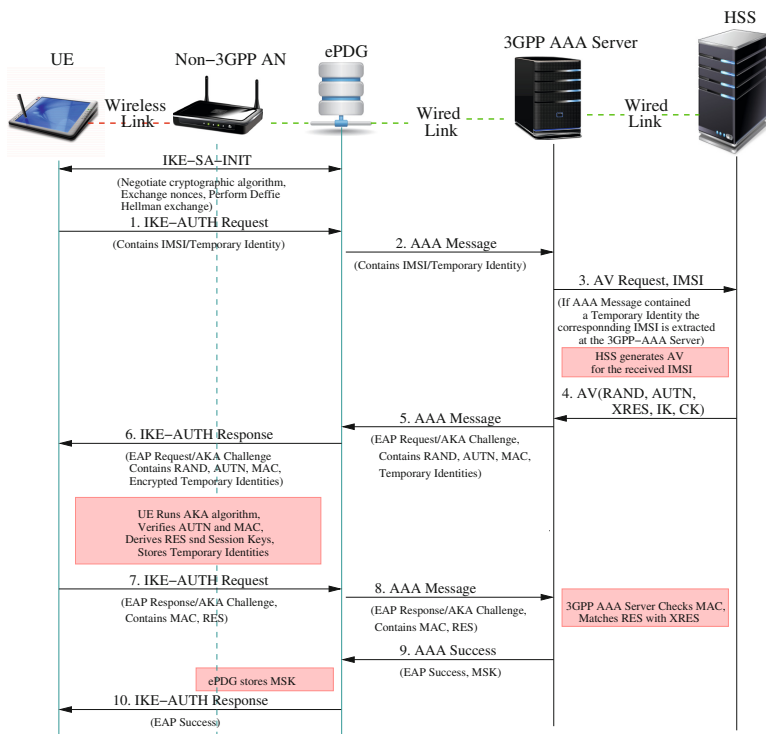 HSS
3GPP AAA Server
ePDG
Non−3GPP AN
UE
Wireless
Link
Wired
Link
Wired
Link
IKE−SA−INIT
(Negotiate cryptographic algorithm,
Exchange nonces, Perform Deffie
Hellman exchange)
1. IKE−AUTH Request
(Contains IMSI/Temporary Identity)
2. AAA Message
(Contains IMSI/Temporary Identity)
3. AV Request, IMSI
(If AAA Message contained
a Temporary Identity the
corresponnding IMSI is extracted
at the 3GPP−AAA Server)
HSS generates AV
for the received IMSI
4. AV(RAND, AUTN,
XRES, IK, CK)
5. AAA Message
(EAP Request/AKA Challenge,
Contains RAND, AUTN, MAC,
Temporary Identities)
6. IKE−AUTH Response
(EAP Request/AKA Challenge
Contains RAND, AUTN, MAC,
Encrypted Temporary Identities)
UE Runs AKA algorithm,
Verifies AUTN and MAC,
Derives RES snd Session Keys,
Stores Temporary Identities
7. IKE−AUTH Request
(EAP Response/AKA Challenge,
Contains MAC, RES)
8. AAA Message
(EAP Response/AKA Challenge,
Contains MAC, RES)
3GPP AAA Server Checks MAC,
Matches RES with XRES
9. AAA Success
(EAP Success, MSK)
ePDG stores MSK
10. IKE−AUTH Response
(EAP Success)